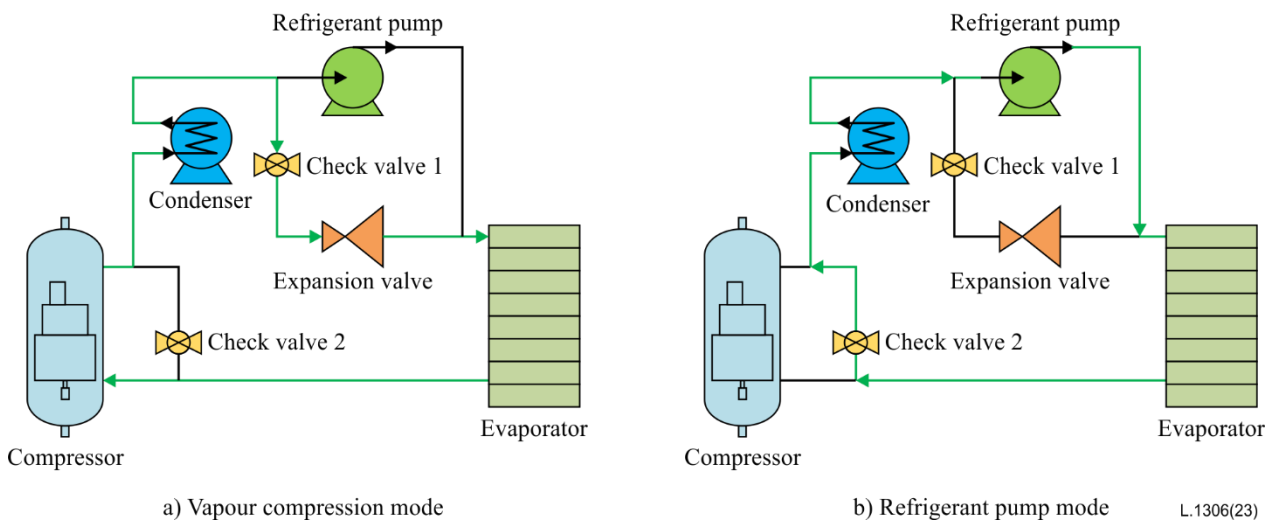 Refrigerant pump
Check valve 1
Condenser
Expansion valve
Check valve 2
Evaporator
Compressor
a) Vapour compression mode
Refrigerant pump
Check valve 1
Condenser
Expansion valve
Check valve 2
Evaporator
Compressor
b) Refrigerant pump mode
L.1306(23)